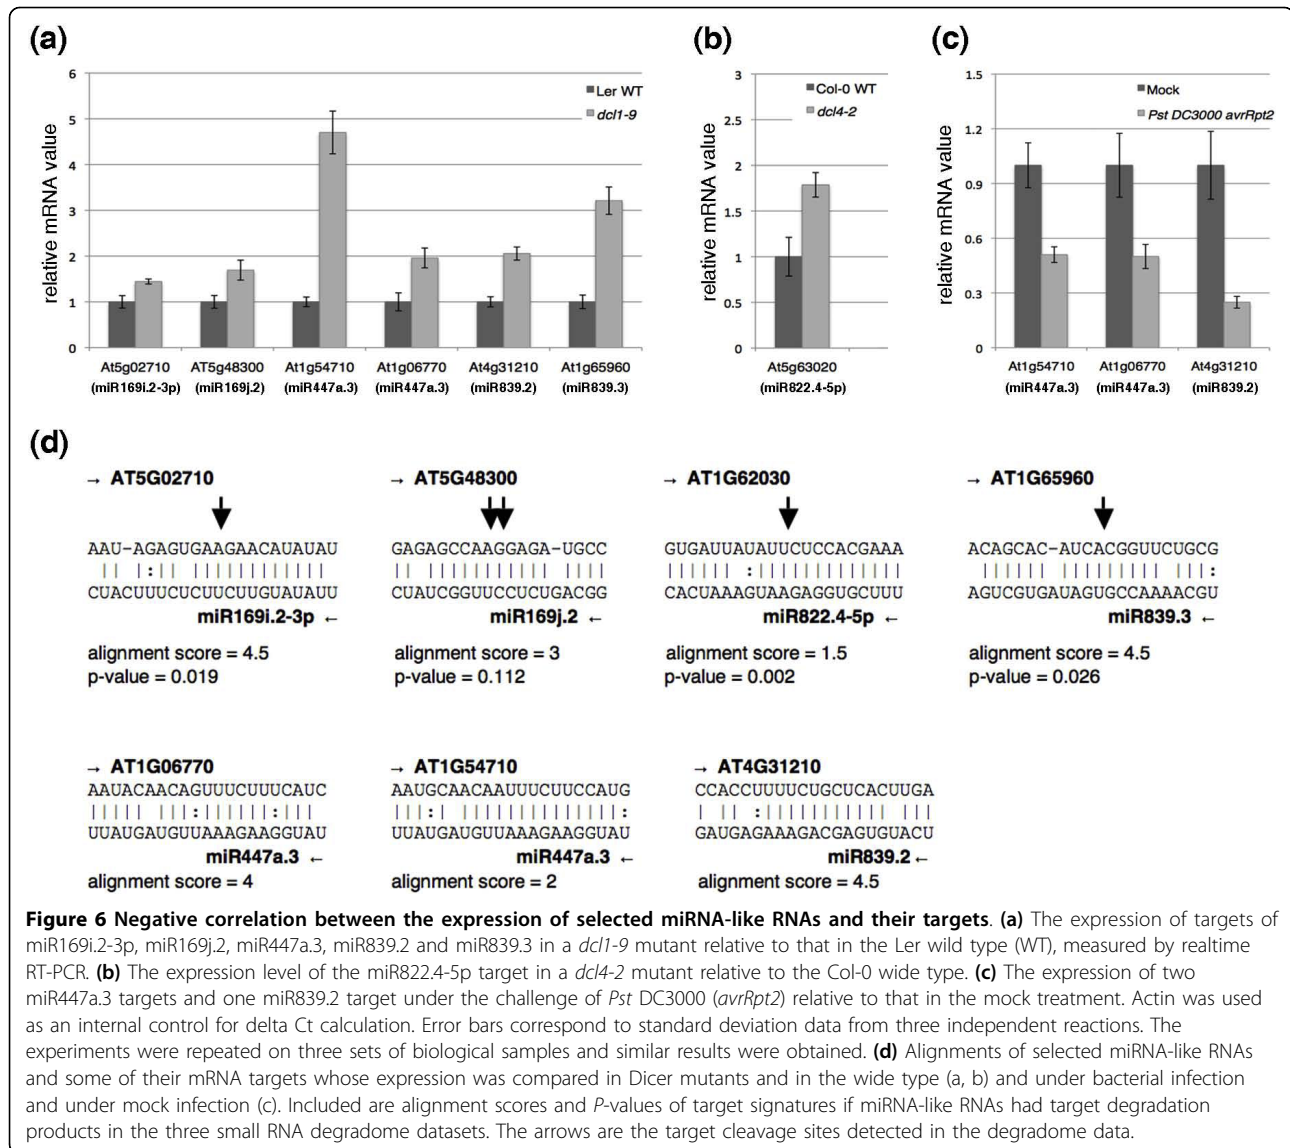 (a)
6
5
4
3
2
1
0
relative mRNA value
Ler WT
dcl1-9
At5g02710 AT5g48300 At1g54710 At1g06770 At4g31210 At1g65960
(miR169i.2-3p) (miR169j.2) (miR447a.3) (miR447a.3) (miR839.2) (miR839.3)
(b)
3
2.5
2
1.5
1
0.5
0
relative mRNA value
Col-0 WT
dcl4-2
At5g63020
(miR822.4-5p)
(c)
1.5
1.2
0.9
0.6
0.3
0
relative mRNA value
Mock
Pst DC3000 avrRpt2
At1g54710 At1g06770 At4g31210
(miR447a.3) (miR447a.3) (miR839.2)
(d)
→ AT5G02710
AAU-AGAGUGAAGAACAUAUAU
CUACUUUCUCUUCUUGUAUAUU
miR169i.2-3p ←
alignment score = 4.5
p-value = 0.019
→ AT5G48300
GAGAGCCAAGGAGA-UGCC
CUAUCGGUUCCUCUGACGG
miR169j.2 ←
alignment score = 3
p-value = 0.112
→ AT1G62030
GUGAUUAUAUUCUCCACGAAA
CACUAAAGUAAGAGGUGCUUU
miR822.4-5p ←
alignment score = 1.5
p-value = 0.002
→ AT1G65960
ACAGCAC-AUCACGGUUCUGCG
AGUCGUGAUAGUGCCAAAACGU
miR839.3 ←
alignment score = 4.5
p-value = 0.026
→ AT1G06770
AAUACAACAGUUUCUUUCAUC
UUAUGAUGUUAAAGAAGGUAU
miR447a.3 ←
alignment score = 4
→ AT1G54710
AAUGCAACAAUUUCUUCCAUG
UUAUGAUGUUAAAGAAGGUAU
miR447a.3 ←
alignment score = 2
→ AT4G31210
CCACCUUUUCUGCUCACUUGA
GAUGAGAAAGACGAGUGUACU
miR839.2 ←
alignment score = 4.5
Figure 6 Negative correlation between the expression of selected miRNA-like RNAs and their targets. (a) The expression of targets of
miR169i.2-3p, miR169j.2, miR447a.3, miR839.2 and miR839.3 in a dcl1-9 mutant relative to that in the Ler wild type (WT), measured by realtime
RT-PCR. (b) The expression level of the miR822.4-5p target in a dcl4-2 mutant relative to the Col-0 wide type. (c) The expression of two
miR447a.3 targets and one miR839.2 target under the challenge of Pst DC3000 (avrRpt2) relative to that in the mock treatment. Actin was used
as an internal control for delta Ct calculation. Error bars correspond to standard deviation data from three independent reactions. The
experiments were repeated on three sets of biological samples and similar results were obtained. (d) Alignments of selected miRNA-like RNAs
and some of their mRNA targets whose expression was compared in Dicer mutants and in the wide type (a, b) and under bacterial infection
and under mock infection (c). Included are alignment scores and P-values of target signatures if miRNA-like RNAs had target degradation
products in the three small RNA degradome datasets. The arrows are the target cleavage sites detected in the degradome data.